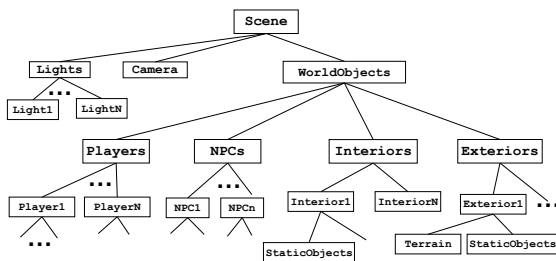 Scene
Lights
Camera
WorldObjects
...
Light1
LightN
Players
NPCs
Interiors
Exteriors
...
...
Player1
PlayerN
NPC1
NPCn
Interior1
InteriorN
Exterior1
...
...
StaticObjects
Terrain
StaticObjects